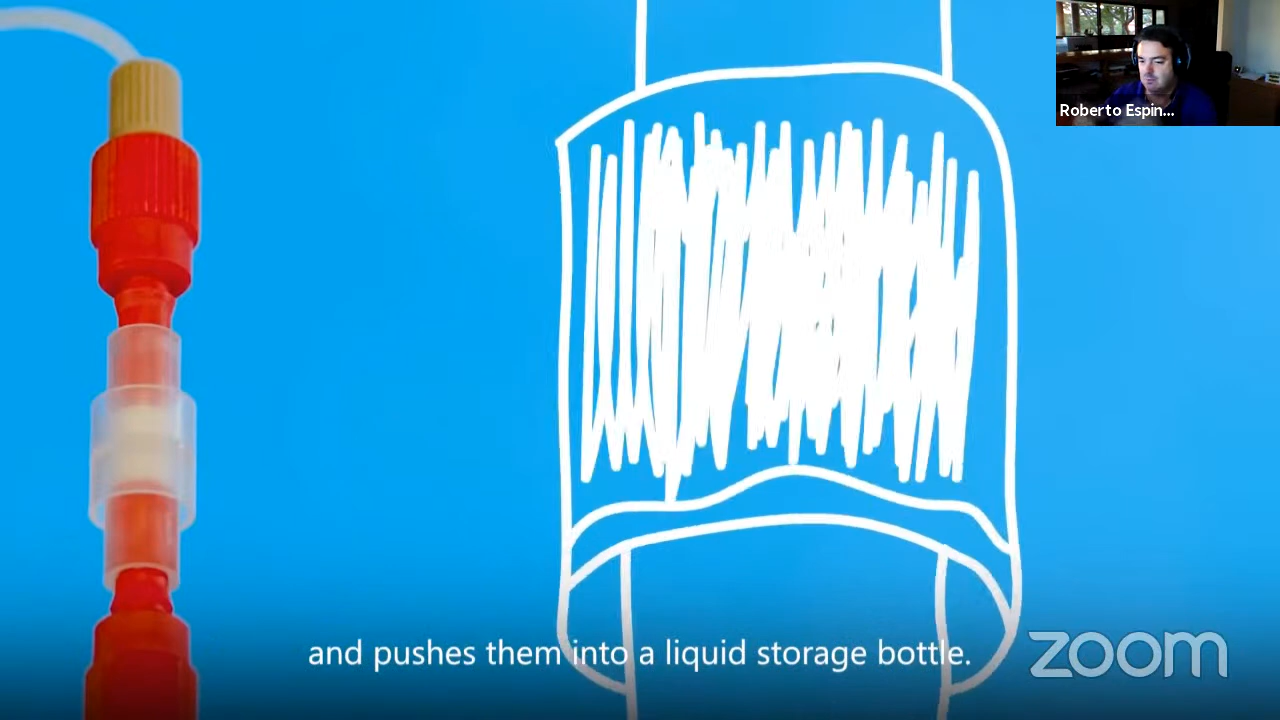 Roberto Espin...
and pushes them into a liquid storage bottle.
zoom